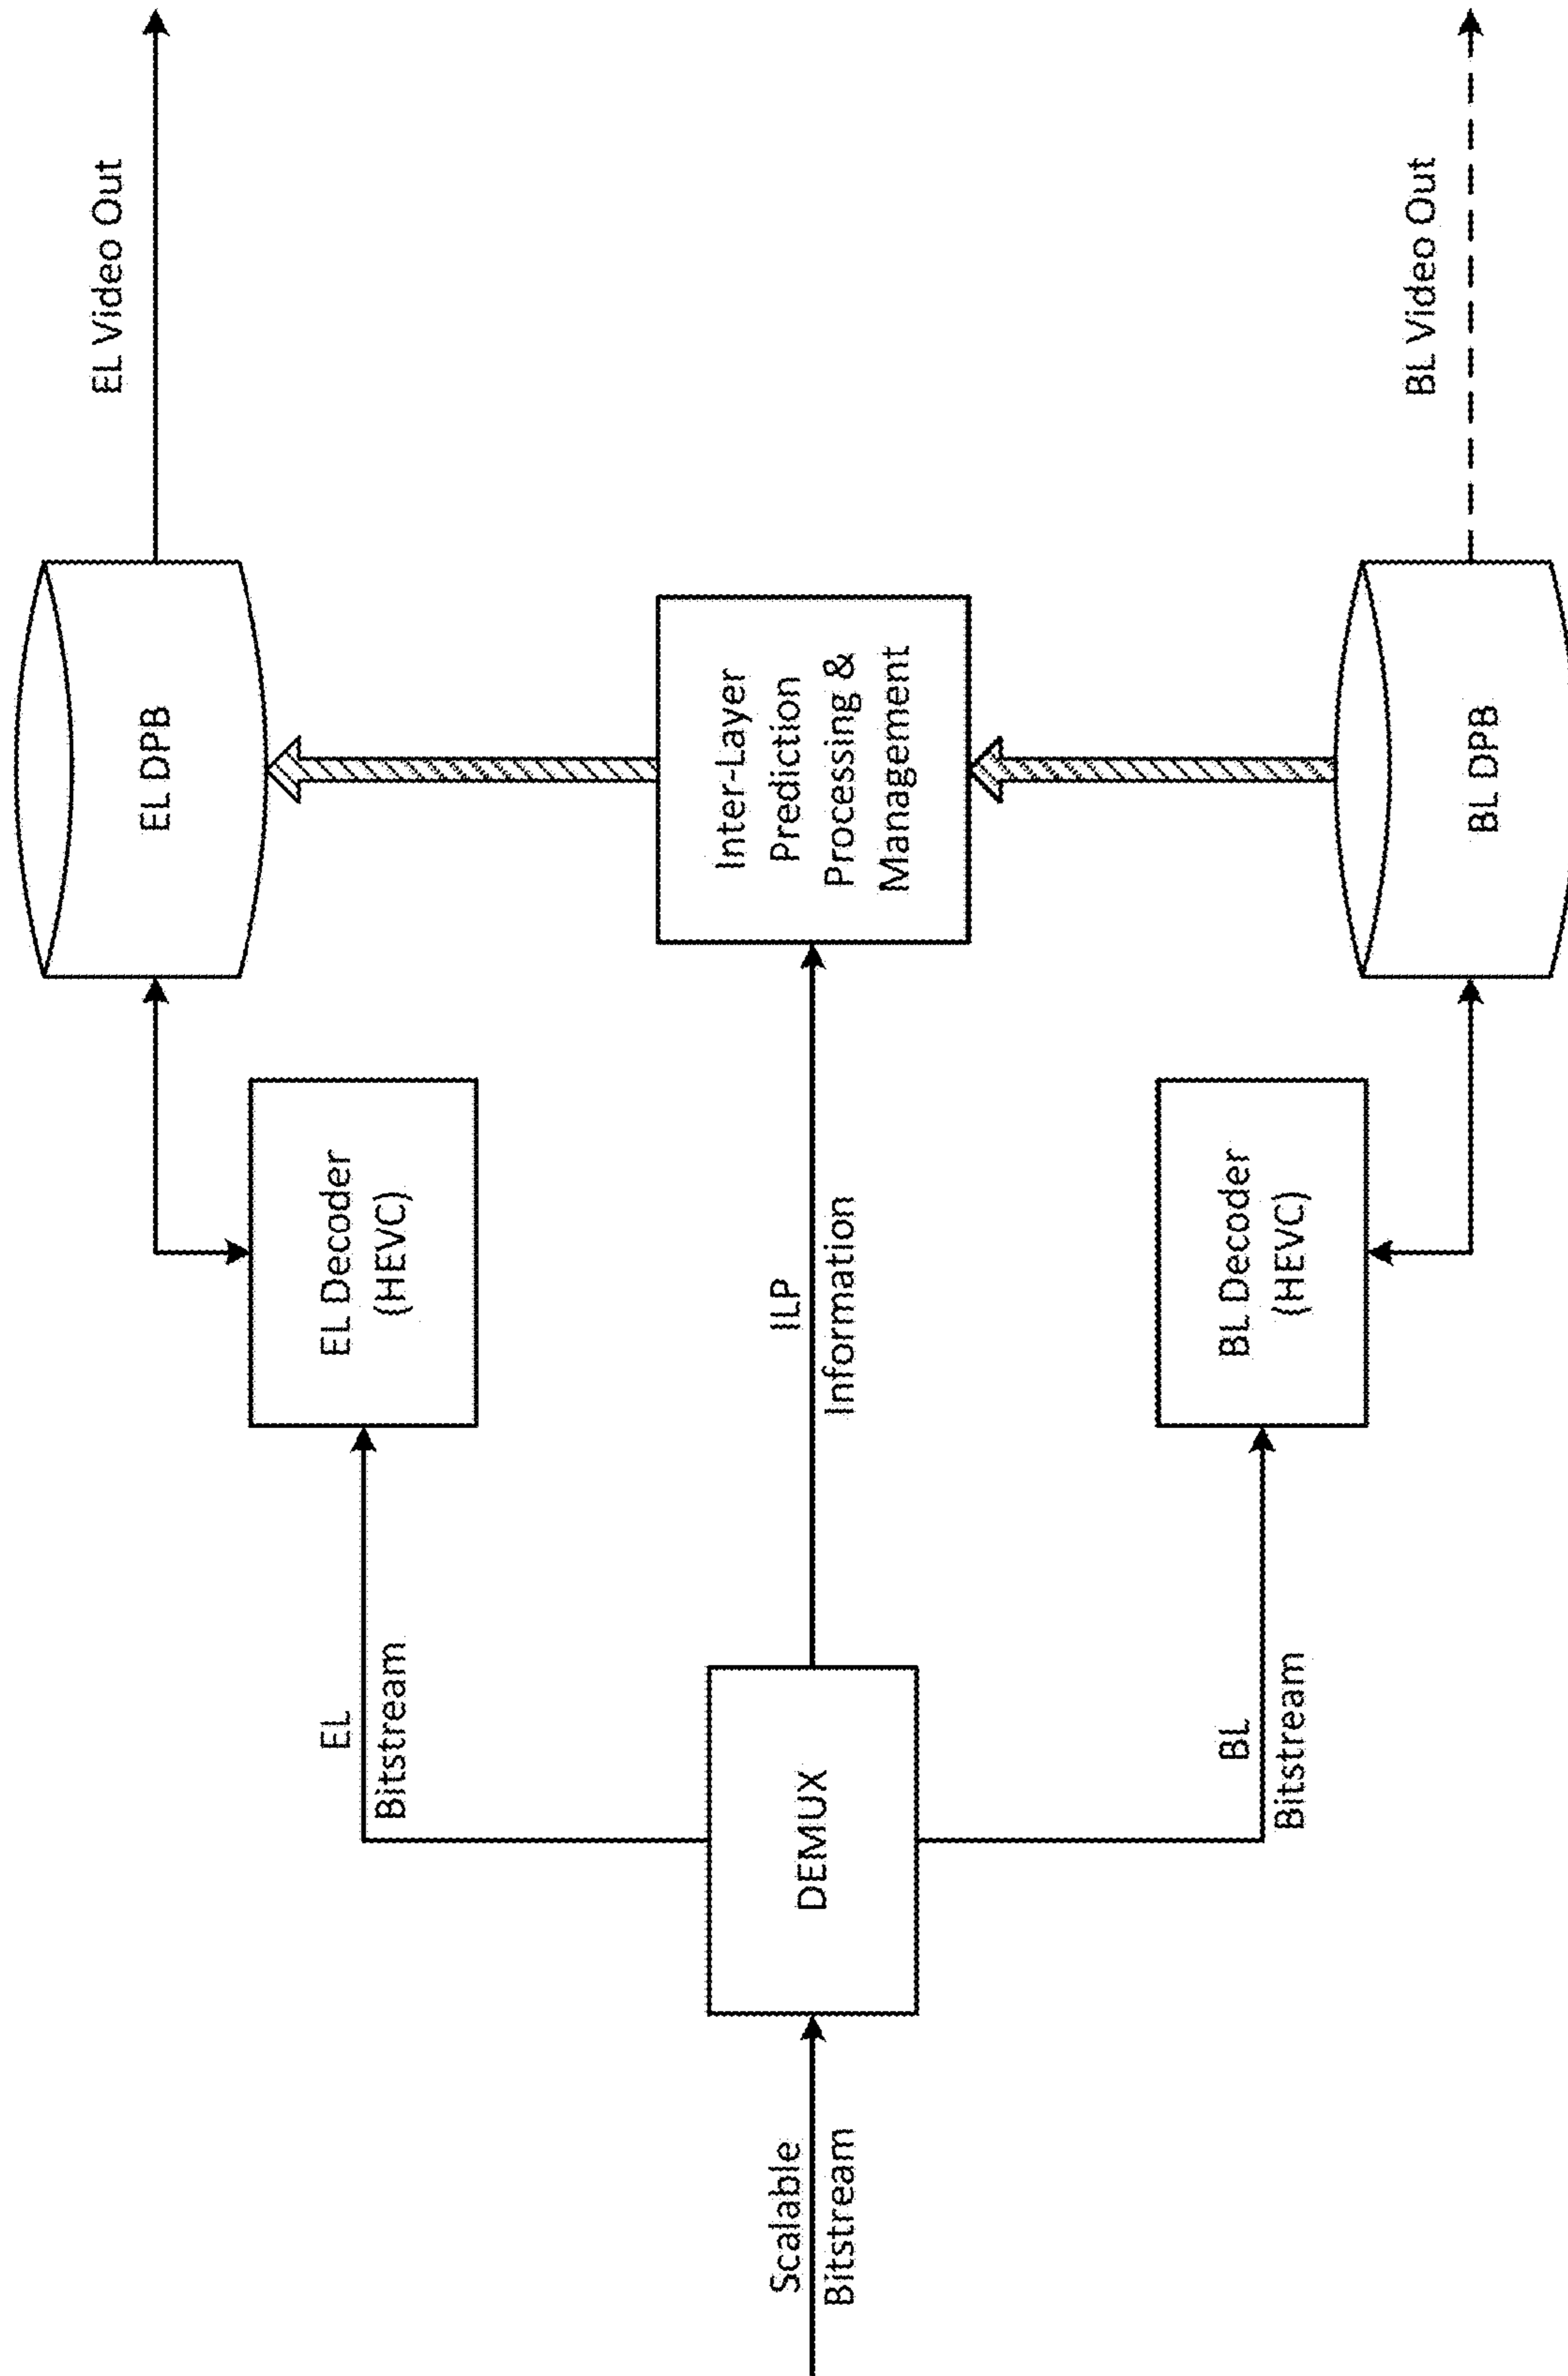 Scalable
Bitstream
DEMUX
EL
Bitstream
BL
Bitstream
ILP
Information
EL Decoder
(HEVC)
BL Decoder
(HEVC)
EL DPB
Inter-Layer
Prediction
Processing &
Management
BL DPB
EL Video Out
BL Video Out